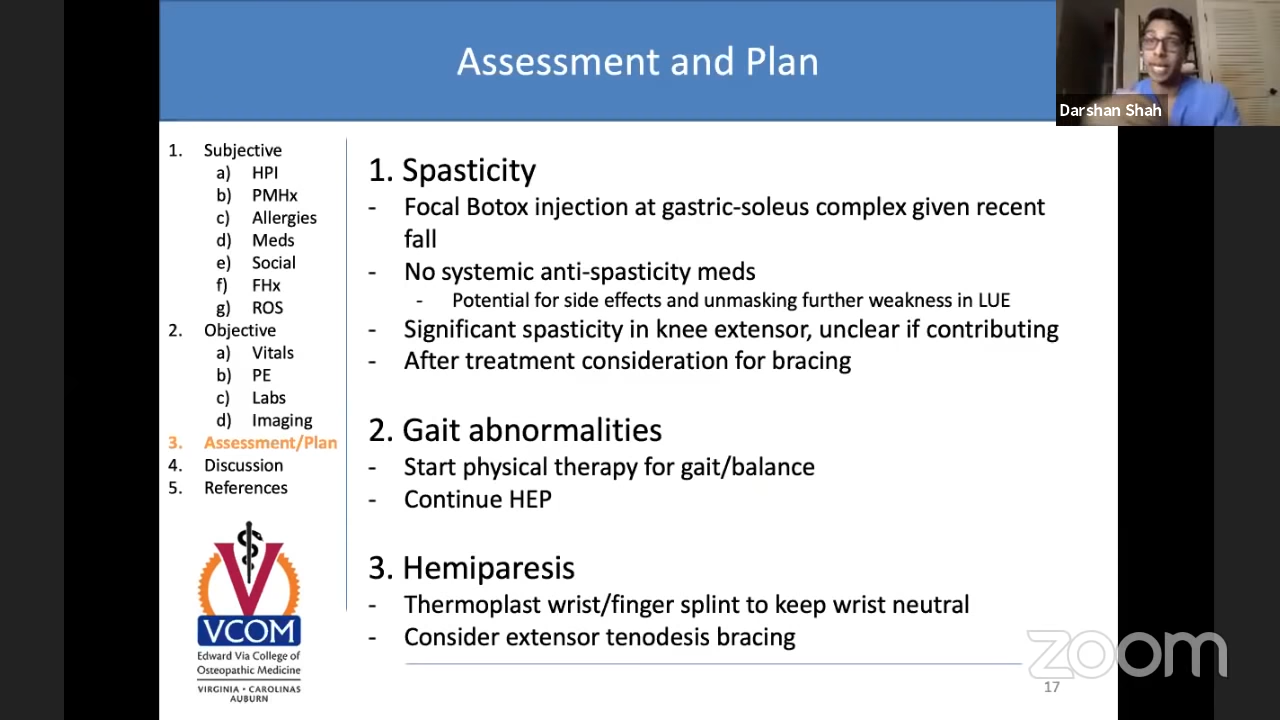 Assessment and Plan
Darshan Shah
1. Subjective
a) HPI
b) PMHx
c) Allergies
d) Meds
e) Social
f) FHx
g) ROS
2. Objective
a) Vitals
b) PE
c) Labs
d) Imaging
3. Assessment/Plan
4. Discussion
5. References
VCOM
Edward Via College of
Osteopathic Medicine
VIRGINIA • CAROLINAS
AUBURN
1. Spasticity
- Focal Botox injection at gastric-soleus complex given recent
fall
- No systemic anti-spasticity meds
- Potential for side effects and unmasking further weakness in LUE
- Significant spasticity in knee extensor, unclear if contributing
- After treatment consideration for bracing
2. Gait abnormalities
- Start physical therapy for gait/balance
- Continue HEP
3. Hemiparesis
- Thermoplast wrist/finger splint to keep wrist neutral
- Consider extensor tenodesis bracing
zoom
17